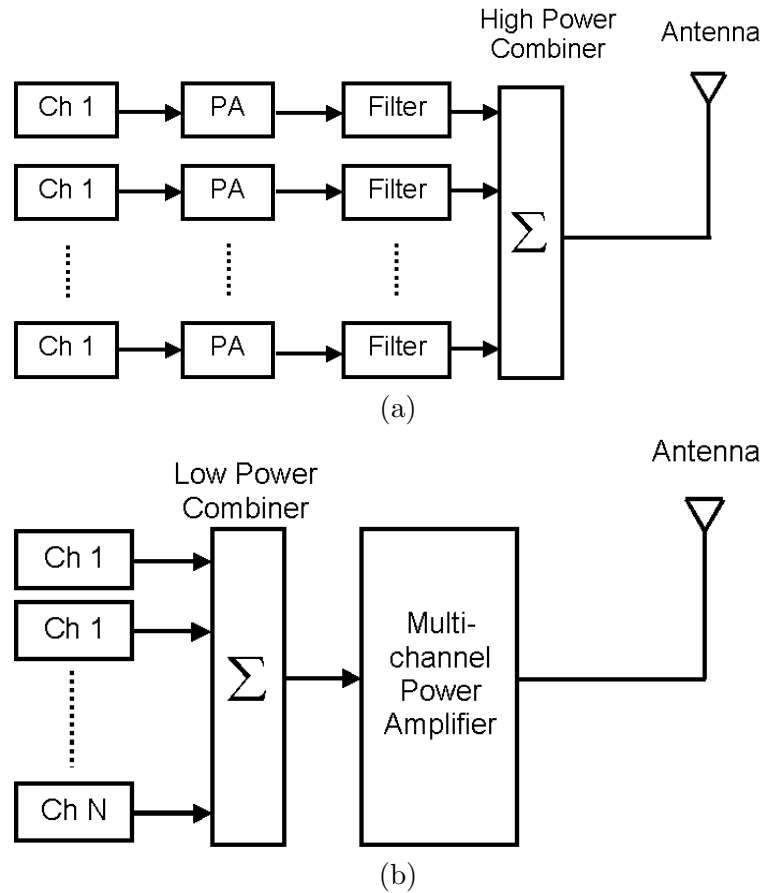 High Power
Combiner
Antenna
Ch 1
PA
Filter
Ch 1
PA
Filter
Σ
Ch 1
PA
Filter
(a)
Antenna
Low Power
Combiner
Ch 1
Ch 1
Σ
Multi-
channel
Power
Amplifier
Ch N
(b)